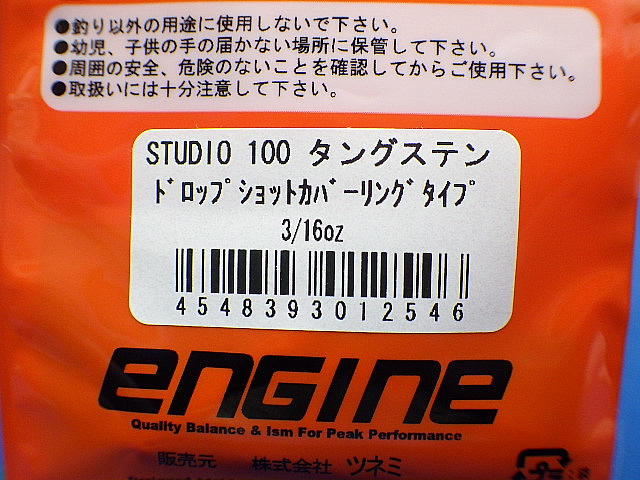 ●釣り以外の用途に使用しないで下さい。
●幼児、子供の手の届かない場所に保管して下さい。
●周囲の安全、危険のないことを確認してからご使用下さい。
●取扱いには十分注意して下さい。
STUDIO 100 タングステン
ﾄﾞﾛｯﾌﾟｼｮｯﾄｶﾊﾞｰﾘﾝｸﾞﾀｲﾌﾟ
3/16oz
4548393012546
engine
Quality Balance & Ism For Peak Performance
販売元 株式会社 ツネミ